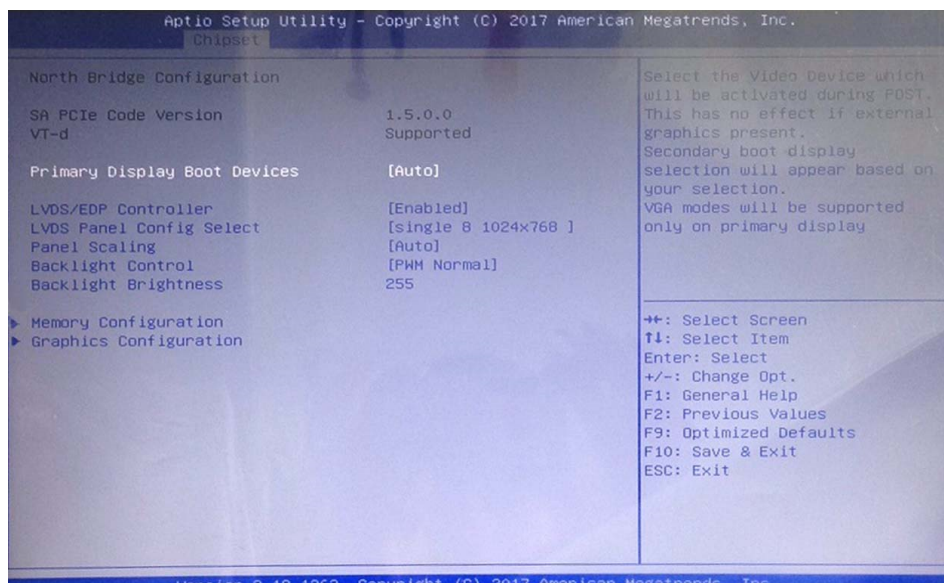 Aptio Setup Utility – Copyright (C) 2017 American Megatrends, Inc.
Chipset
North Bridge Configuration
SA PCIe Code Version 1.5.0.0
VT-d Supported
Primary Display Boot Devices [Auto]
LVDS/EDP Controller [Enabled]
LVDS Panel Config Select [single 8 1024x768 ]
Panel Scaling [Auto]
Backlight Control [PWM Normal]
Backlight Brightness 255
Memory Configuration
Graphics Configuration
Select the Video Device which
will be activated during POST.
This has no effect if external
graphics present.
Secondary boot display
selection will appear based on
your selection.
VGA modes will be supported
only on primary display
→←: Select Screen
↑↓: Select Item
Enter: Select
+/-: Change Opt.
F1: General Help
F2: Previous Values
F9: Optimized Defaults
F10: Save & Exit
ESC: Exit
Copyright (C) 2017 American Megatrends, Inc.